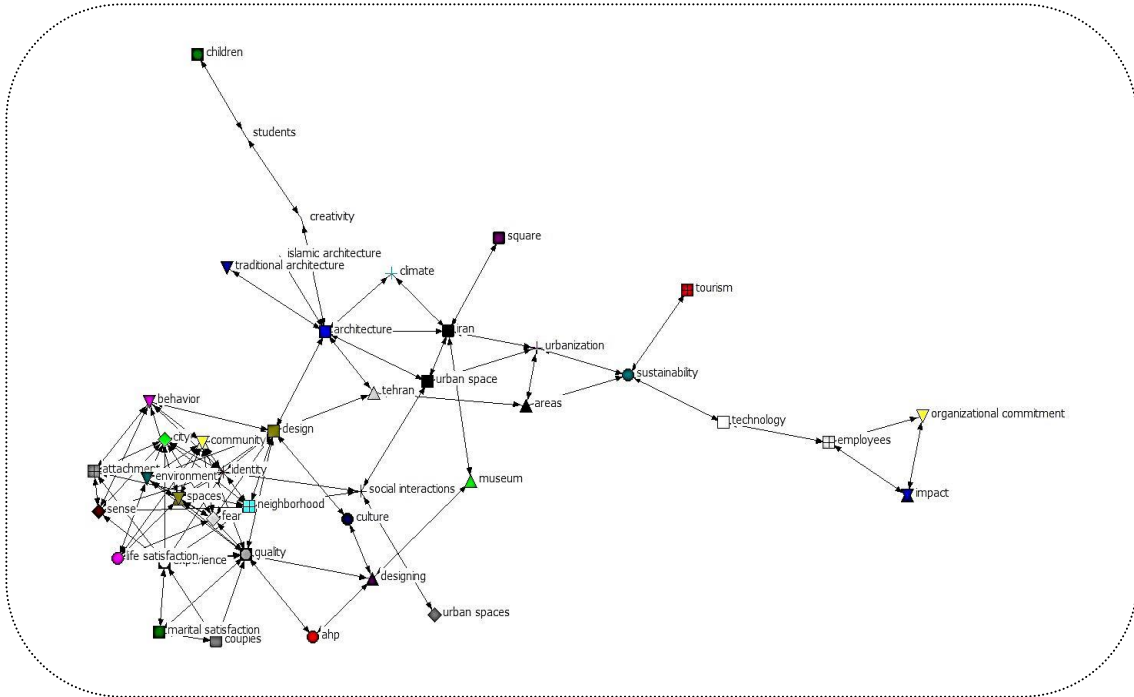 children
students
creativity
square
islamic architecture
traditional architecture
climate
tourism
architecture
iran
urbanization
sustainability
urban space
tehran
areas
behavior
organizational commitment
technology
design
city
community
employees
attachment
identity
environment
museum
social interactions
impact
spaces
neighborhood
sense
fear
culture
quality
life satisfaction
experience
designing
urban spaces
marital satisfaction
ahp
couples